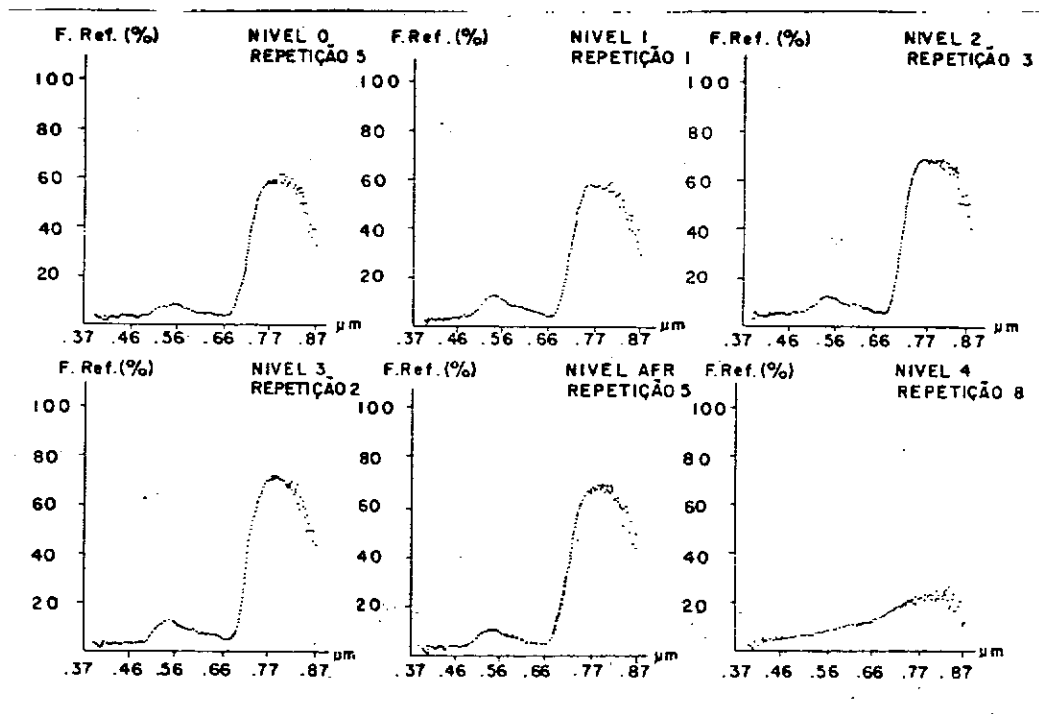 F. Ref. (%) NIVEL 0
REPETIÇÃO 5
100
80
60
40
20
.37 .46 .56 .66 .77 .87 µm
F.Ref.(%) NIVEL 1
REPETIÇÃO 1
100
80
60
40
20
.37 .46 .56 .66 .77 .87 µm
F.Ref.(%) NIVEL 2
REPETIÇÃO 3
100
80
60
40
20
.37 .46 .56 .66 .77 .87 µm
F. Ref.(%) NIVEL 3
REPETIÇÃO 2
100
80
60
40
20
.37 .46 .56 .66 .77 .87 µm
F.Ref.(%) NIVEL AFR
REPETIÇÃO 5
100
80
60
40
20
.37 .46 .56 .66 .77 .87 µm
F.Ref.(%) NIVEL 4
REPETIÇÃO 8
100
80
60
40
20
.37 .46 .56 .66 .77 .87 µm